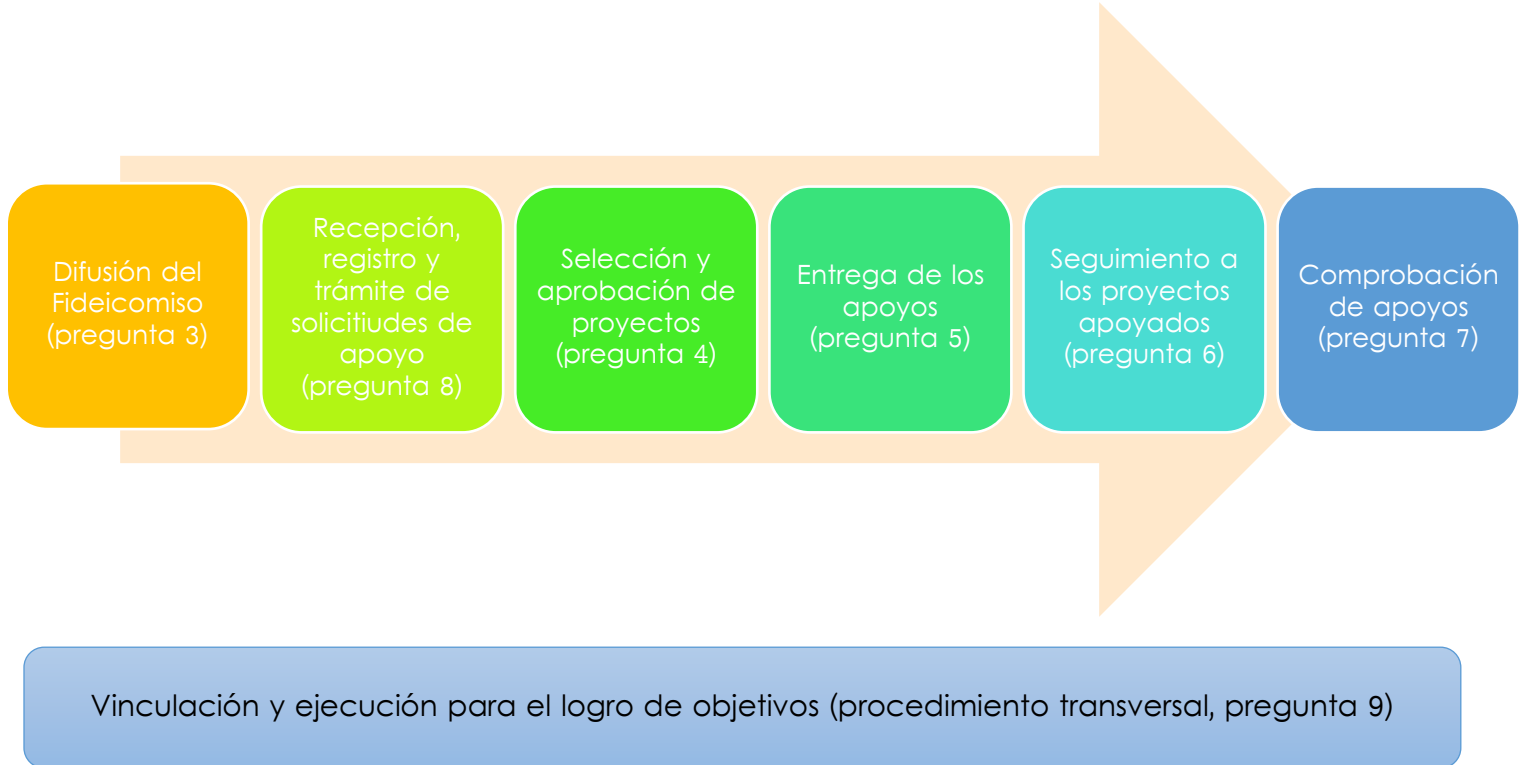 Difusión del
Fideicomiso
(pregunta 3)
Recepción,
registro y
trámite de
solicitiudes de
apoyo
(pregunta 8)
Selección y
aprobación de
proyectos
(pregunta 4)
Entrega de los
apoyos
(pregunta 5)
Seguimiento a
los proyectos
apoyados
(pregunta 6)
Comprobación
de apoyos
(pregunta 7)
Vinculación y ejecución para el logro de objetivos (procedimiento transversal, pregunta 9)